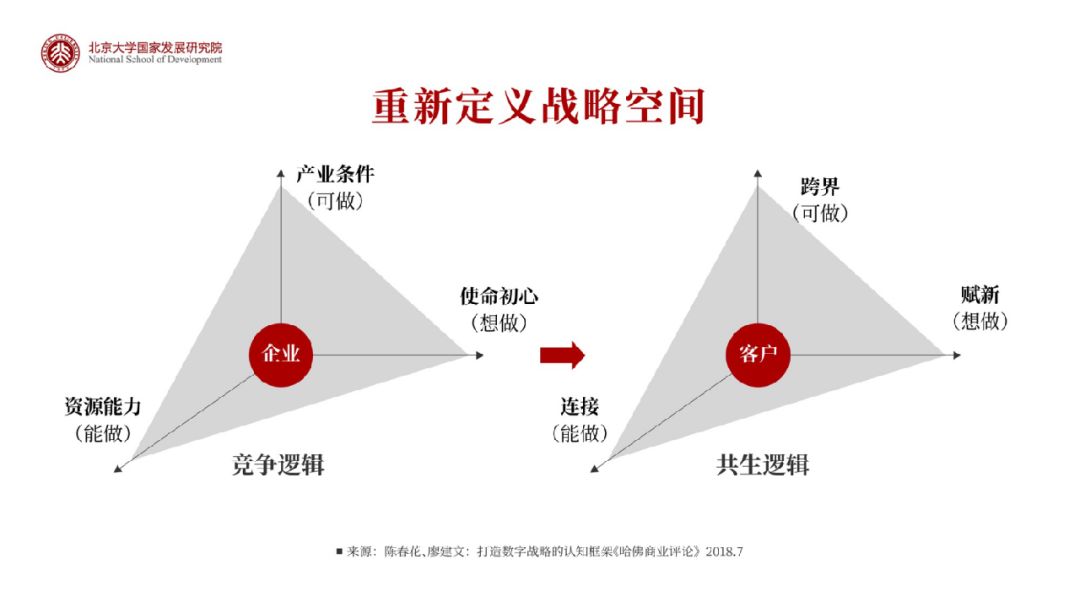 北京大学国家发展研究院
National School of Development
重新定义战略空间
产业条件
（可做）
使命初心
（想做）
企业
资源能力
（能做）
竞争逻辑
跨界
（可做）
赋新
（想做）
客户
连接
（能做）
共生逻辑
■ 来源：陈春花、廖建文：打造数字战略的认知框架《哈佛商业评论》2018.7